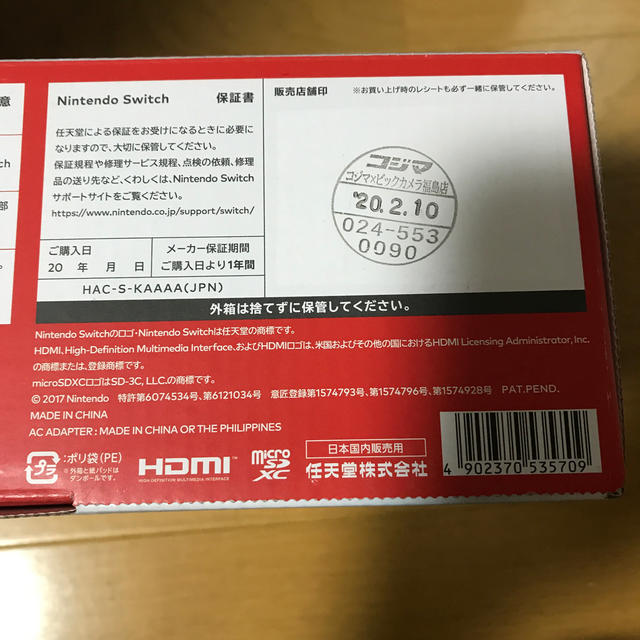 意
ch
部
。
Nintendo Switch 保証書
任天堂による保証をお受けになるときに必要に
なりますので、大切に保管してください。
保証規程や修理サービス規程、点検の依頼、修理
品の送り先など、くわしくは、Nintendo Switch
サポートサイトをご覧ください。
https://www.nintendo.co.jp/support/switch/
ご購入日 メーカー保証期間
20 年 月 日 ご購入日より1年間
HAC-S-KAAAA(JPN)
販売店舗印 ※お買い上げ時のレシートも必ず一緒に保管してください。
コジマ
コジマ×ビックカメラ福島店
'20.2.10
024-553
0090
外箱は捨てずに保管してください。
Nintendo Switchのロゴ・Nintendo Switchは任天堂の商標です。
HDMI、High-Definition Multimedia Interface、およびHDMIロゴは、米国およびその他の国におけるHDMI Licensing Administrator, Inc.
の商標または、登録商標です。
microSDXCロゴはSD-3C, LLC.の商標です。
© 2017 Nintendo 特許第6074534号、第6121034号 意匠登録第1574793号、第1574796号、第1574928号 PAT.PEND.
MADE IN CHINA
AC ADAPTER : MADE IN CHINA OR THE PHILIPPINES
プラ
:ポリ袋(PE)
※外箱と紙パッドは
ダンボールです。
HDMI
HIGH-DEFINITION MULTIMEDIA INTERFACE
micro
SD
XC
日本国内販売用
任天堂株式会社
4 902370 535709